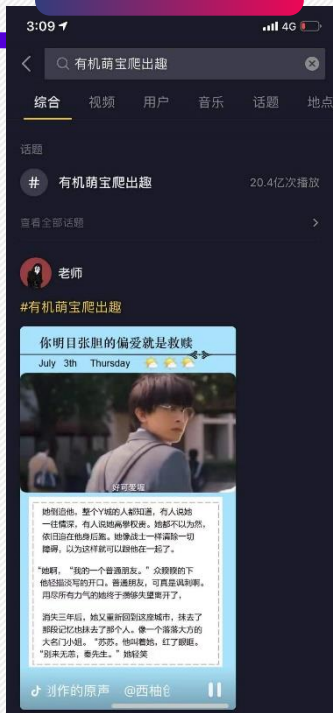 3:09
4G
有机萌宝爬出趣
综合 视频 用户 音乐 话题 地点
话题
# 有机萌宝爬出趣 20.4亿次播放
查看全部话题
老师
#有机萌宝爬出趣
你明目张胆的偏爱就是救赎
July 3th Thursday
好可爱啦
她倒追他，整个Y城的人都知道，有人说她
一往情深，有人说她高攀权贵。她都不以为然，
依旧追在他身后跑。她像战士一样清除一切
障碍，以为这样就可以跟他在一起了。
“她啊，“我的一个普通朋友。”众睽睽的下
他轻描淡写的开口。普通朋友，可真是讽刺啊。
用尽所有力气的她终于攒够失望离开了，
消失三年后，她又重新回到这座城市，抹去了
那段记忆也抹去了那个人。像一个落落大方的
大名门小姐。“苏苏。他叫着她，红了眼眶。
“别来无恙，秦先生。”她轻笑
创作的原声 @西柚